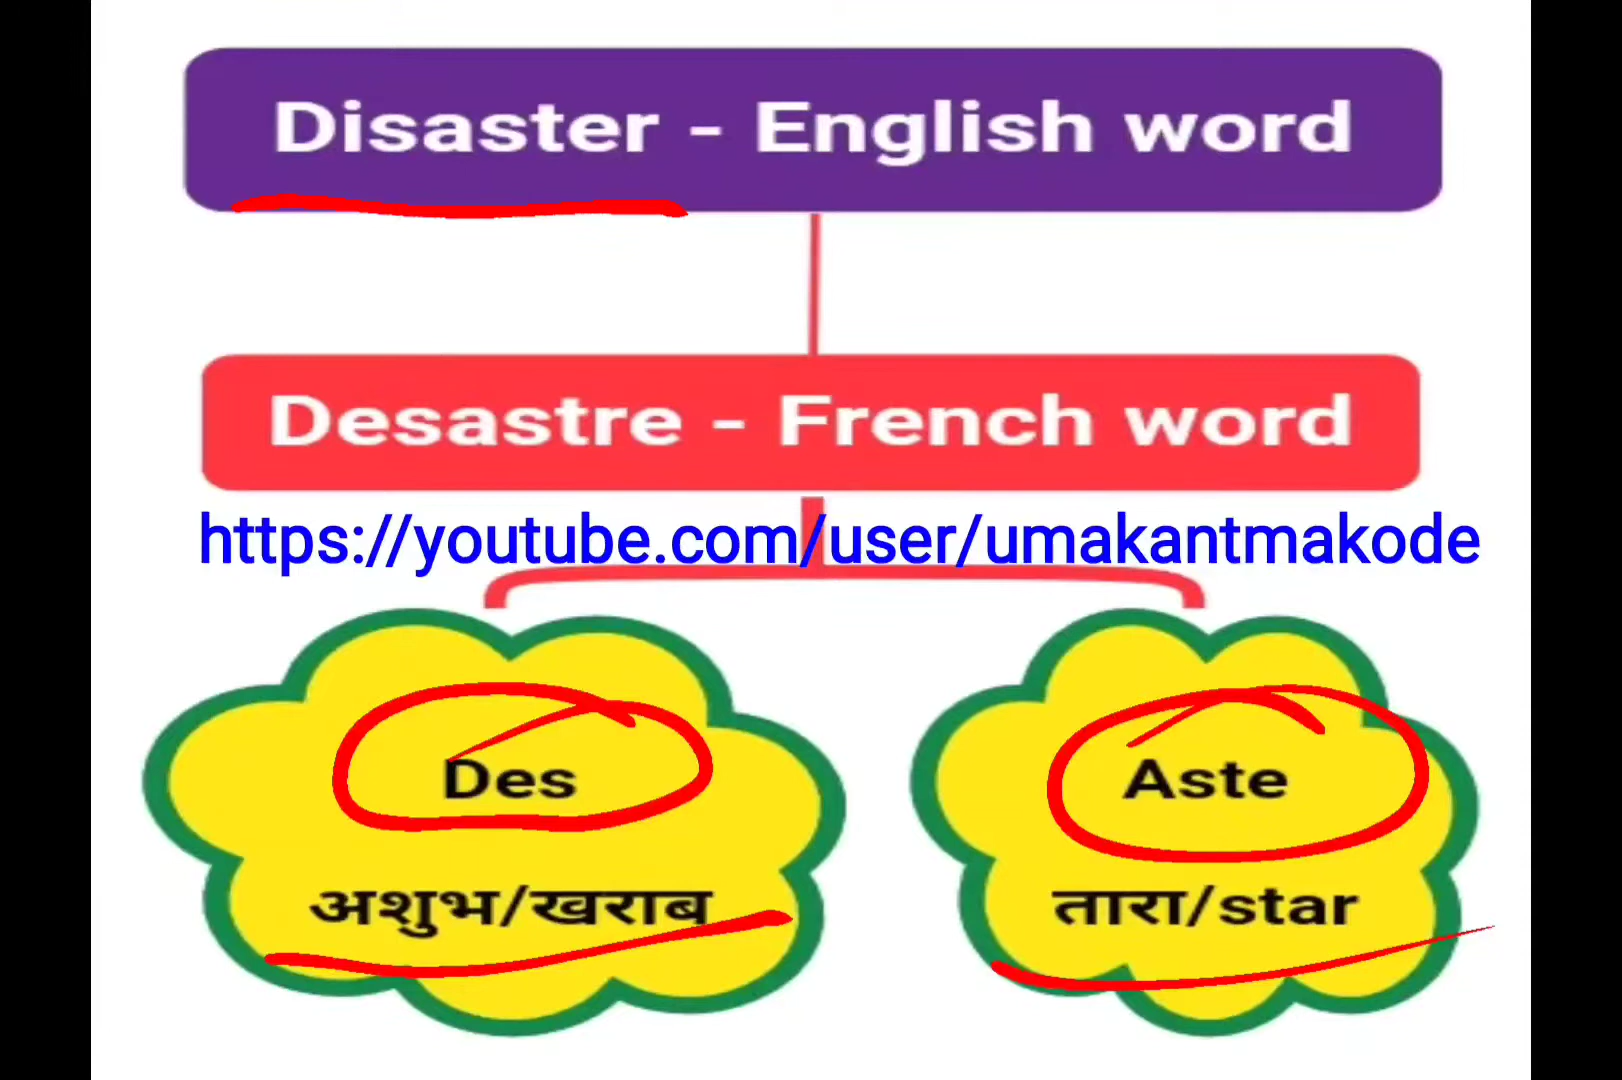 Disaster - English word
Desastre - French word
https://youtube.com/user/umakantmakode
Des
अशुभ/खराब
Aste
तारा/star